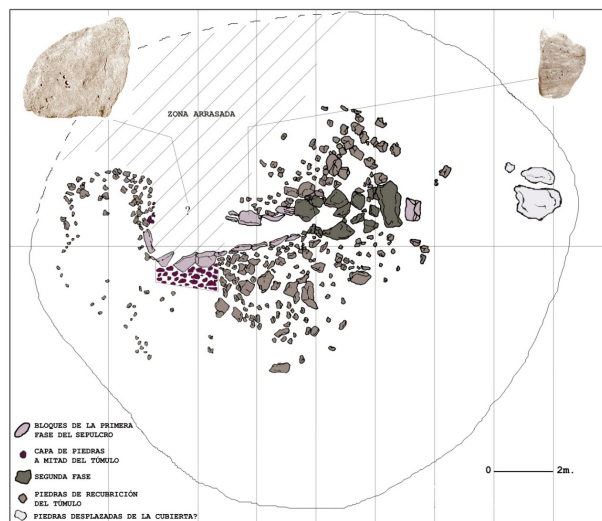 ZONA ARRASADA
?
BLOQUES DE LA PRIMERA
FASE DEL SEPULCRO
CAPA DE PIEDRAS
A MITAD DEL TÚMULO
SEGUNDA FASE
PIEDRAS DE RECUBRICIÓN
DEL TÚMULO
PIEDRAS DESPLAZADAS DE LA CUBIERTA?
0 2m.